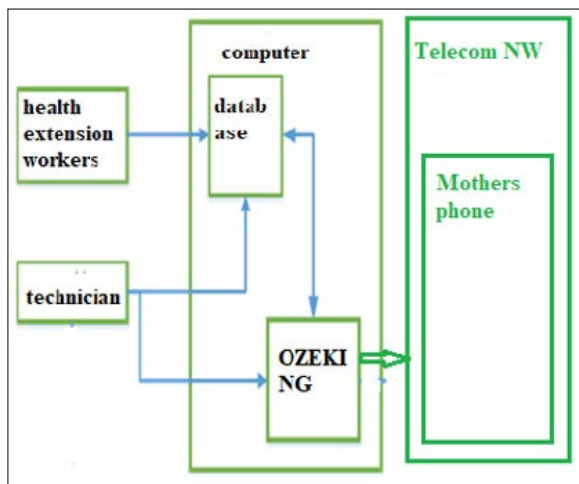 computer
Telecom NW
health
extension
workers
datab
ase
Mothers
phone
technician
OZEKI
NG